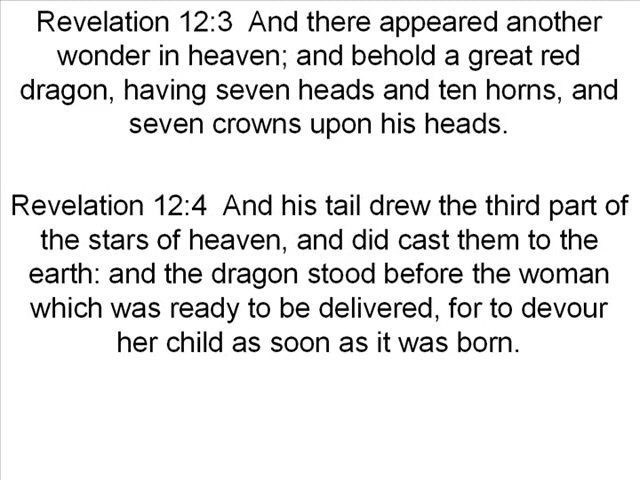 Revelation 12:3  And there appeared another
wonder in heaven; and behold a great red
dragon, having seven heads and ten horns, and
seven crowns upon his heads.
Revelation 12:4  And his tail drew the third part of
the stars of heaven, and did cast them to the
earth: and the dragon stood before the woman
which was ready to be delivered, for to devour
her child as soon as it was born.